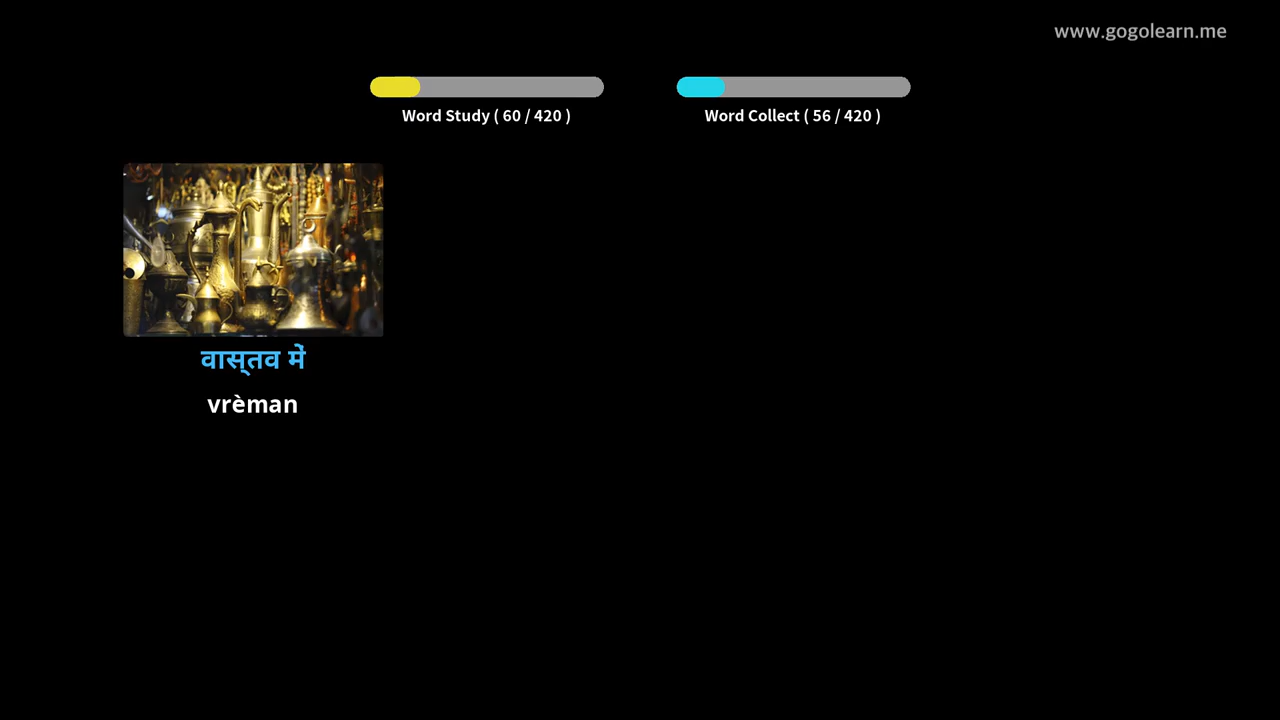 www.gogolearn.me
Word Study ( 60 / 420 )
Word Collect ( 56 / 420 )
वास्तव में
vrèman